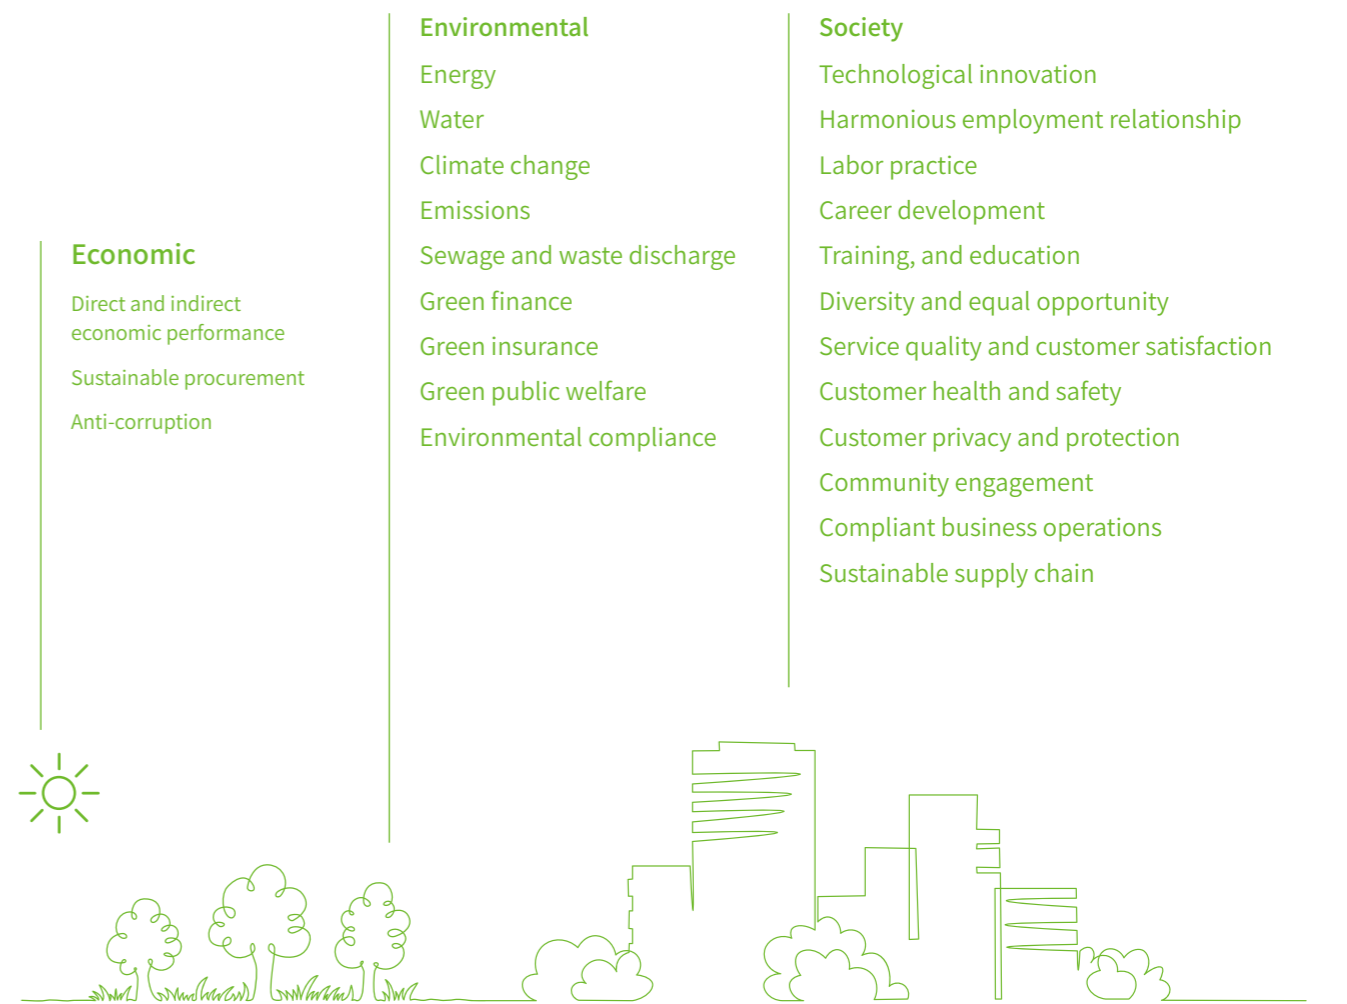 Economic
Direct and indirect
economic performance
Sustainable procurement
Anti-corruption
Environmental
Energy
Water
Climate change
Emissions
Sewage and waste discharge
Green finance
Green insurance
Green public welfare
Environmental compliance
Society
Technological innovation
Harmonious employment relationship
Labor practice
Career development
Training, and education
Diversity and equal opportunity
Service quality and customer satisfaction
Customer health and safety
Customer privacy and protection
Community engagement
Compliant business operations
Sustainable supply chain